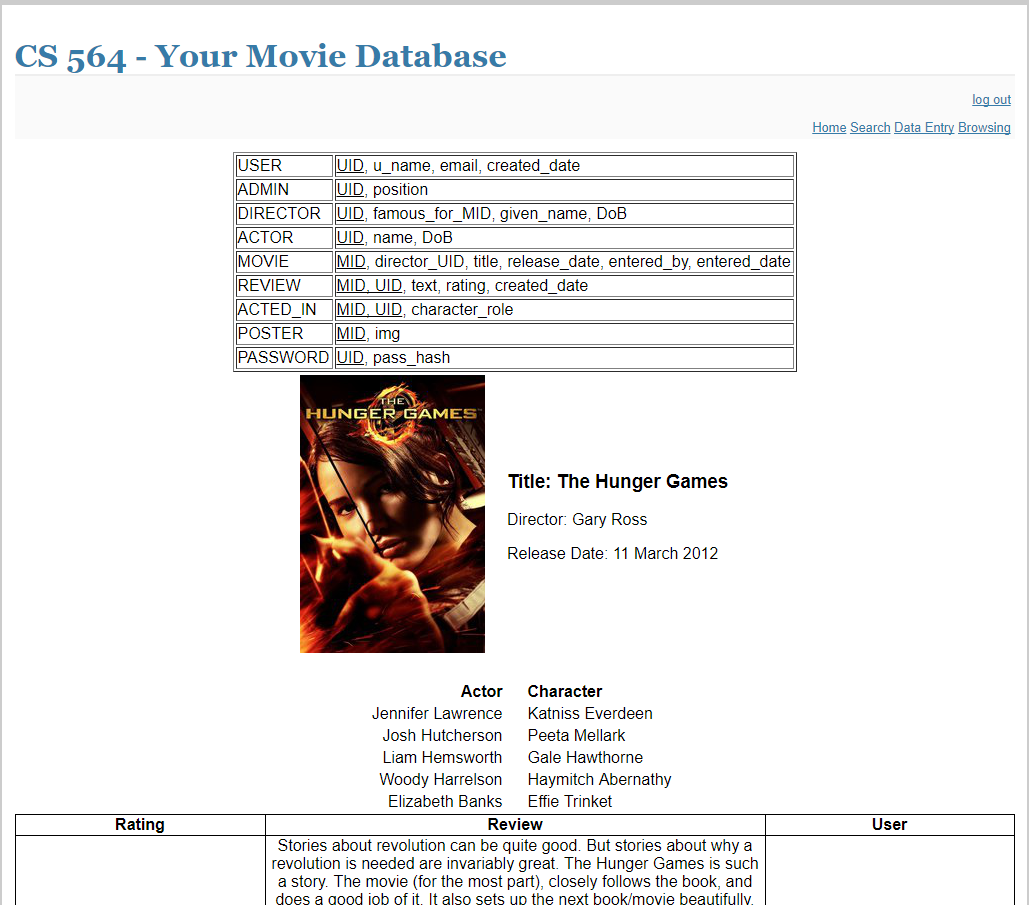 CS 564 - Your Movie Database
log out
Home Search Data Entry Browsing
USER UID, u_name, email, created_date
ADMIN UID, position
DIRECTOR UID, famous_for_MID, given_name, DoB
ACTOR UID, name, DoB
MOVIE MID, director_UID, title, release_date, entered_by, entered_date
REVIEW MID, UID, text, rating, created_date
ACTED_IN MID, UID, character_role
POSTER MID, img
PASSWORD UID, pass_hash
THE
HUNGER GAMES
Title: The Hunger Games
Director: Gary Ross
Release Date: 11 March 2012
Actor Character
Jennifer Lawrence Katniss Everdeen
Josh Hutcherson Peeta Mellark
Liam Hemsworth Gale Hawthorne
Woody Harrelson Haymitch Abernathy
Elizabeth Banks Effie Trinket
Rating Review User
Stories about revolution can be quite good. But stories about why a
revolution is needed are invariably great. The Hunger Games is such
a story. The movie (for the most part), closely follows the book, and
does a good job of it. It also sets up the next book/movie beautifully.